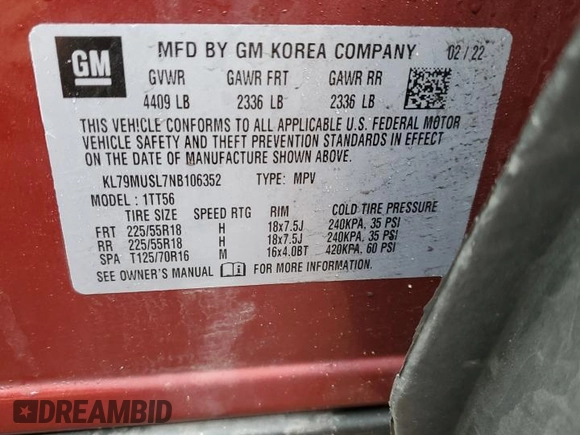 GM
MFD BY GM KOREA COMPANY 02/22
GVWR GAWR FRT GAWR RR
4409 LB 2336 LB 2336 LB
THIS VEHICLE CONFORMS TO ALL APPLICABLE U.S. FEDERAL MOTOR
VEHICLE SAFETY AND THEFT PREVENTION STANDARDS IN EFFECT
ON THE DATE OF MANUFACTURE SHOWN ABOVE.
KL79MUSL7NB106352 TYPE: MPV
MODEL: 1TT56
TIRE SIZE SPEED RTG RIM COLD TIRE PRESSURE
FRT 225/55R18 H 18x7.5J 240KPA, 35 PSI
RR 225/55R18 H 18x7.5J 240KPA, 35 PSI
SPA T125/70R16 M 16x4.0BT 420KPA, 60 PSI
SEE OWNER'S MANUAL FOR MORE INFORMATION.
DREAMBID